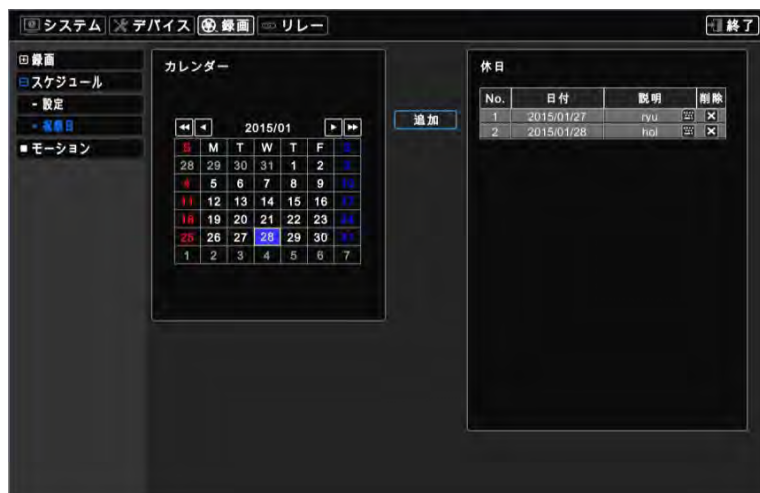 システム デバイス 録画 リレー 終了
録画
スケジュール
- 設定
- 祝祭日
モーション
カレンダー
2015/01
S M T W T F S
28 29 30 31 1 2 3
4 5 6 7 8 9 10
11 12 13 14 15 16 17
18 19 20 21 22 23 24
25 26 27 28 29 30 31
1 2 3 4 5 6 7
追加
休日
No. 日付 説明 削除
1 2015/01/27 ryu
2 2015/01/28 hol